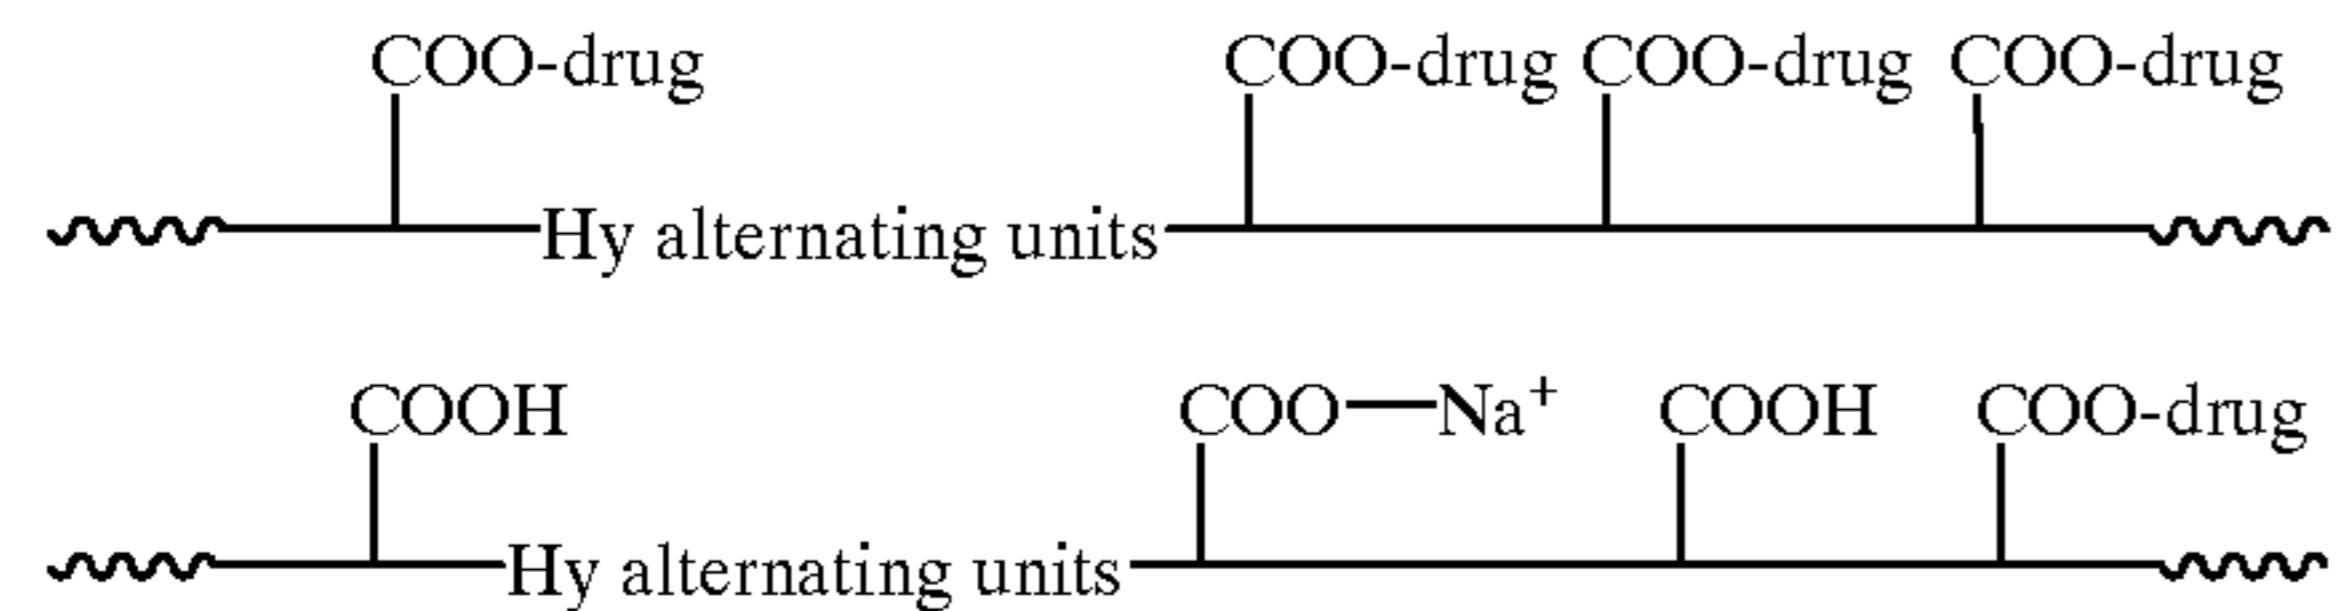 COO-drug COO-drug COO-drug COO-drug
Hy alternating units
COOH COO—Na⁺ COOH COO-drug
Hy alternating units